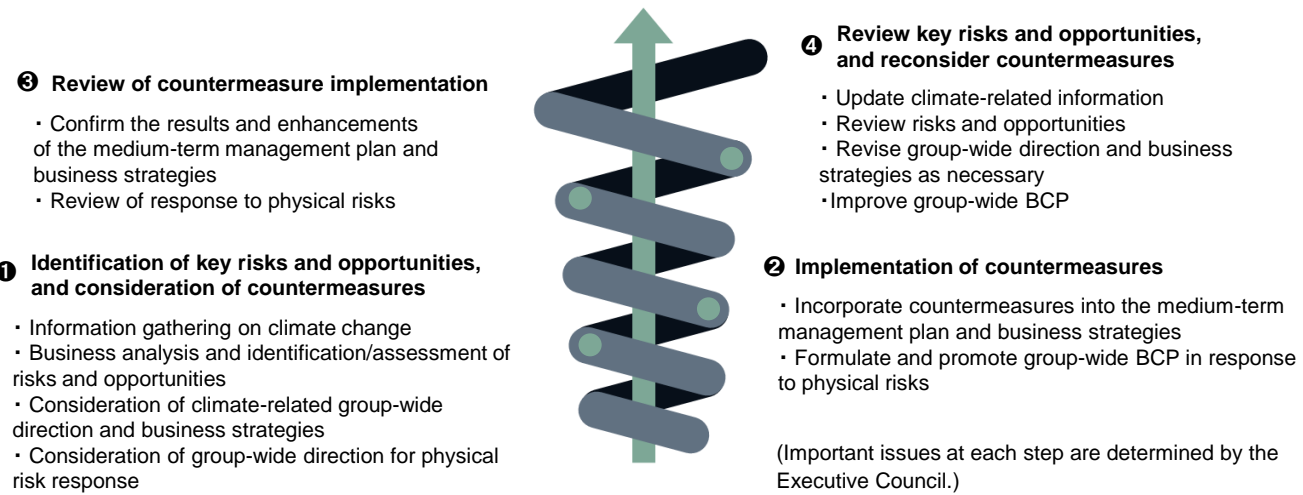 ❸ Review of countermeasure implementation
・Confirm the results and enhancements
of the medium-term management plan and
business strategies
・Review of response to physical risks
❶ Identification of key risks and opportunities,
and consideration of countermeasures
・Information gathering on climate change
・Business analysis and identification/assessment of
risks and opportunities
・Consideration of climate-related group-wide
direction and business strategies
・Consideration of group-wide direction for physical
risk response
❹ Review key risks and opportunities,
and reconsider countermeasures
・Update climate-related information
・Review risks and opportunities
・Revise group-wide direction and business
strategies as necessary
・Improve group-wide BCP
❷ Implementation of countermeasures
・Incorporate countermeasures into the medium-term
management plan and business strategies
・Formulate and promote group-wide BCP in response
to physical risks
(Important issues at each step are determined by the
Executive Council.)